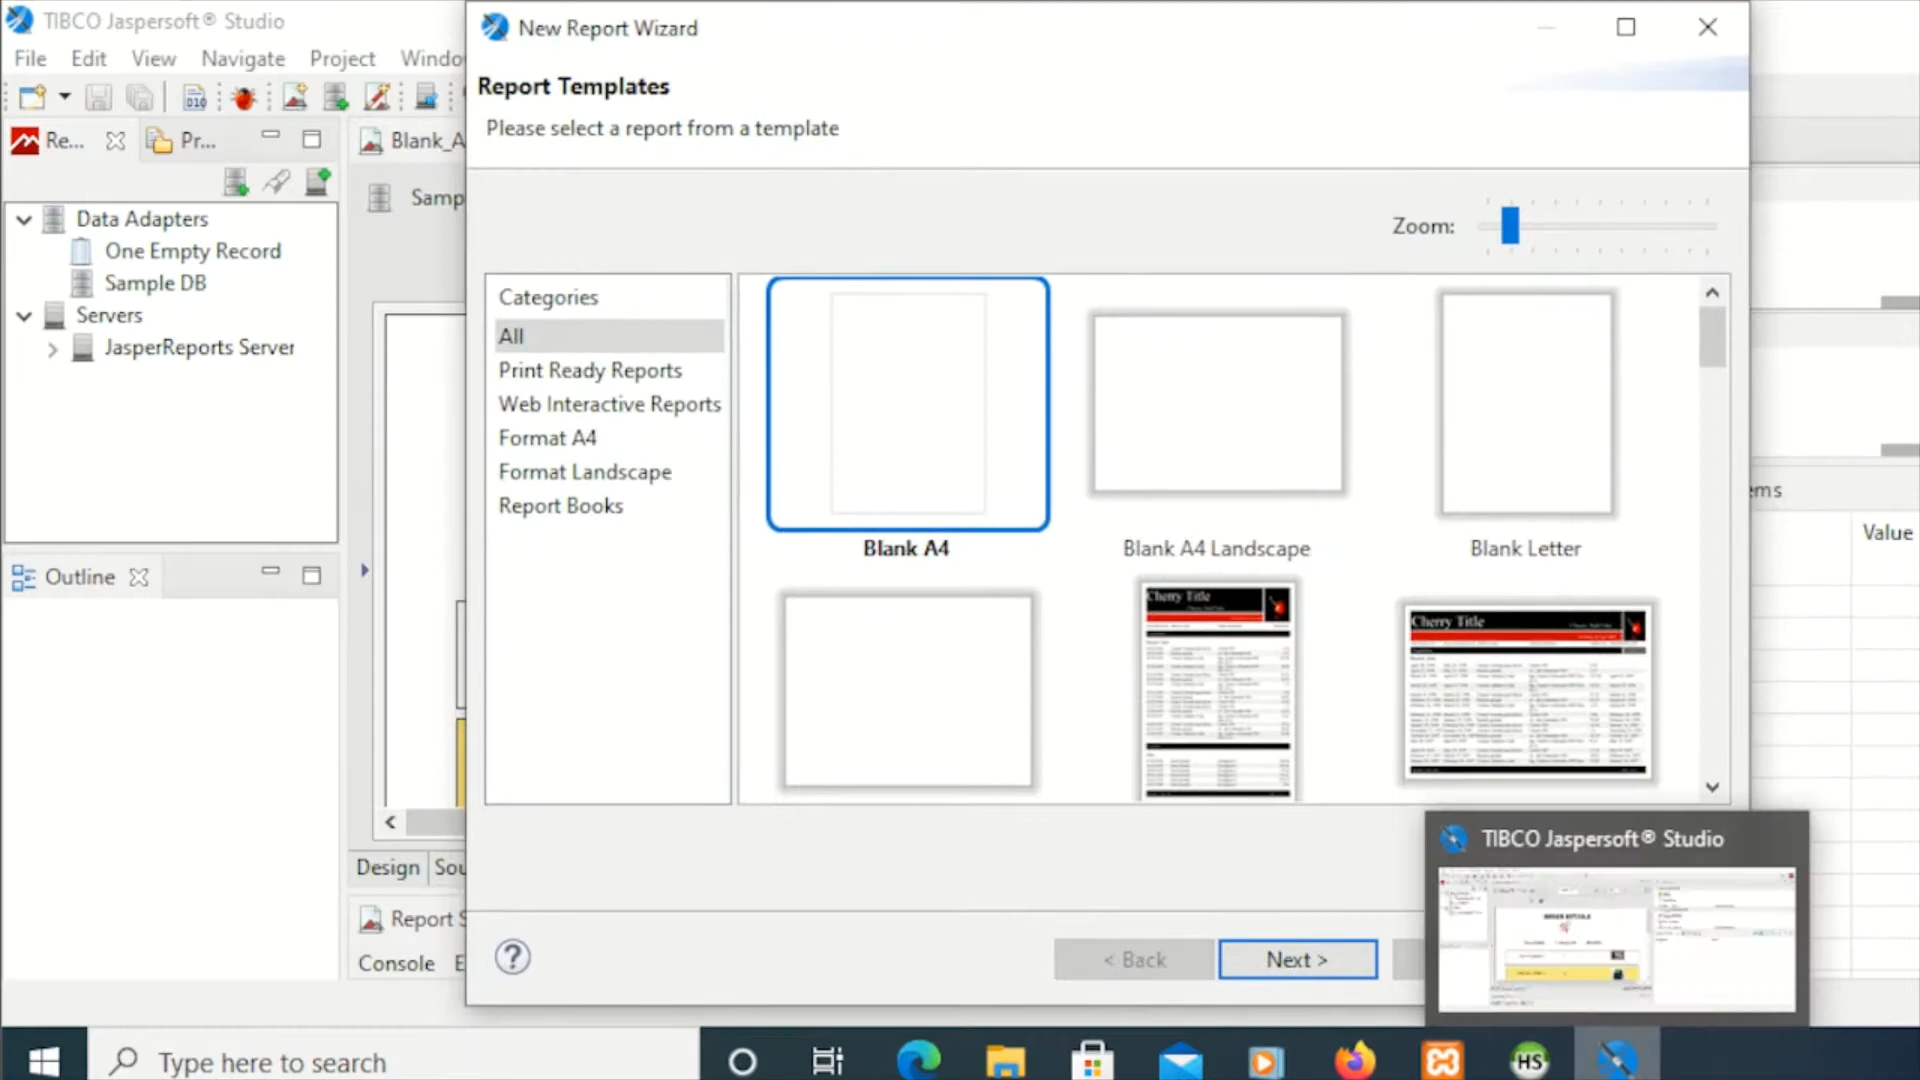 TIBCO Jaspersoft® Studio
File Edit View Navigate Project Windo
Re...
Pr...
Data Adapters
One Empty Record
Sample DB
Servers
JasperReports Server
Outline
Blank_A
Samp
Design
Sou
Report S
Console
E
New Report Wizard
Report Templates
Please select a report from a template
Zoom:
Categories
All
Print Ready Reports
Web Interactive Reports
Format A4
Format Landscape
Report Books
Blank A4
Blank A4 Landscape
Blank Letter
Cherry Title
Cherry Title
< Back
Next >
ems
Value
TIBCO Jaspersoft® Studio
Type here to search
HS